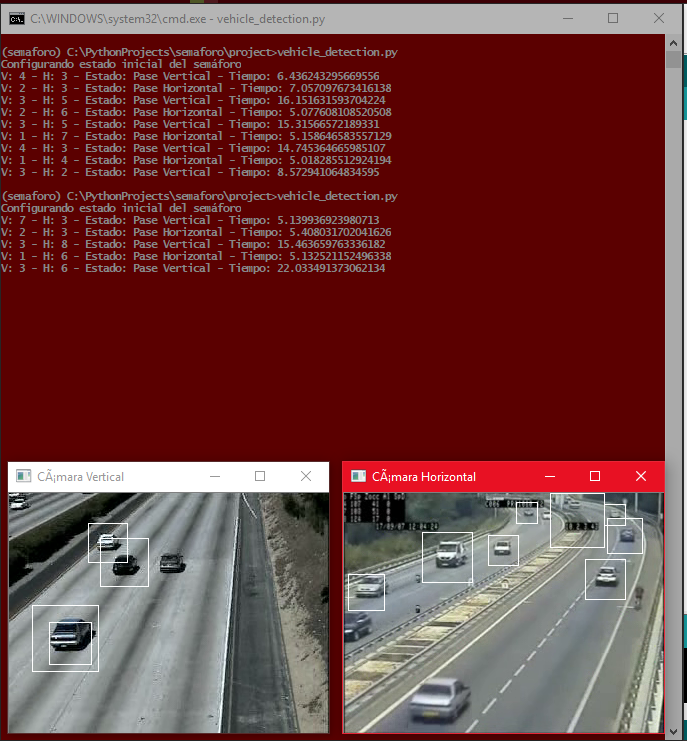 C:\WINDOWS\system32\cmd.exe - vehicle_detection.py
(semaforo) C:\PythonProjects\semaforo\project>vehicle_detection.py
Configurando estado inicial del semáforo
V: 4 - H: 3 - Estado: Pase Vertical - Tiempo: 6.436243295669556
V: 2 - H: 3 - Estado: Pase Horizontal - Tiempo: 7.057097673416138
V: 3 - H: 5 - Estado: Pase Vertical - Tiempo: 16.151631593704224
V: 2 - H: 6 - Estado: Pase Horizontal - Tiempo: 5.077608108520508
V: 3 - H: 5 - Estado: Pase Vertical - Tiempo: 15.31566572189331
V: 1 - H: 7 - Estado: Pase Horizontal - Tiempo: 5.158646583557129
V: 4 - H: 3 - Estado: Pase Vertical - Tiempo: 14.745364665985107
V: 1 - H: 4 - Estado: Pase Horizontal - Tiempo: 5.018285512924194
V: 3 - H: 2 - Estado: Pase Vertical - Tiempo: 8.572941064834595
(semaforo) C:\PythonProjects\semaforo\project>vehicle_detection.py
Configurando estado inicial del semáforo
V: 7 - H: 3 - Estado: Pase Vertical - Tiempo: 5.139936923980713
V: 2 - H: 3 - Estado: Pase Horizontal - Tiempo: 5.408031702041626
V: 3 - H: 8 - Estado: Pase Vertical - Tiempo: 15.463659763336182
V: 1 - H: 6 - Estado: Pase Horizontal - Tiempo: 5.132521152496338
V: 3 - H: 6 - Estado: Pase Vertical - Tiempo: 22.033491373062134
CÃ¡mara Vertical
CÃ¡mara Horizontal
17/09/07 12:04:24